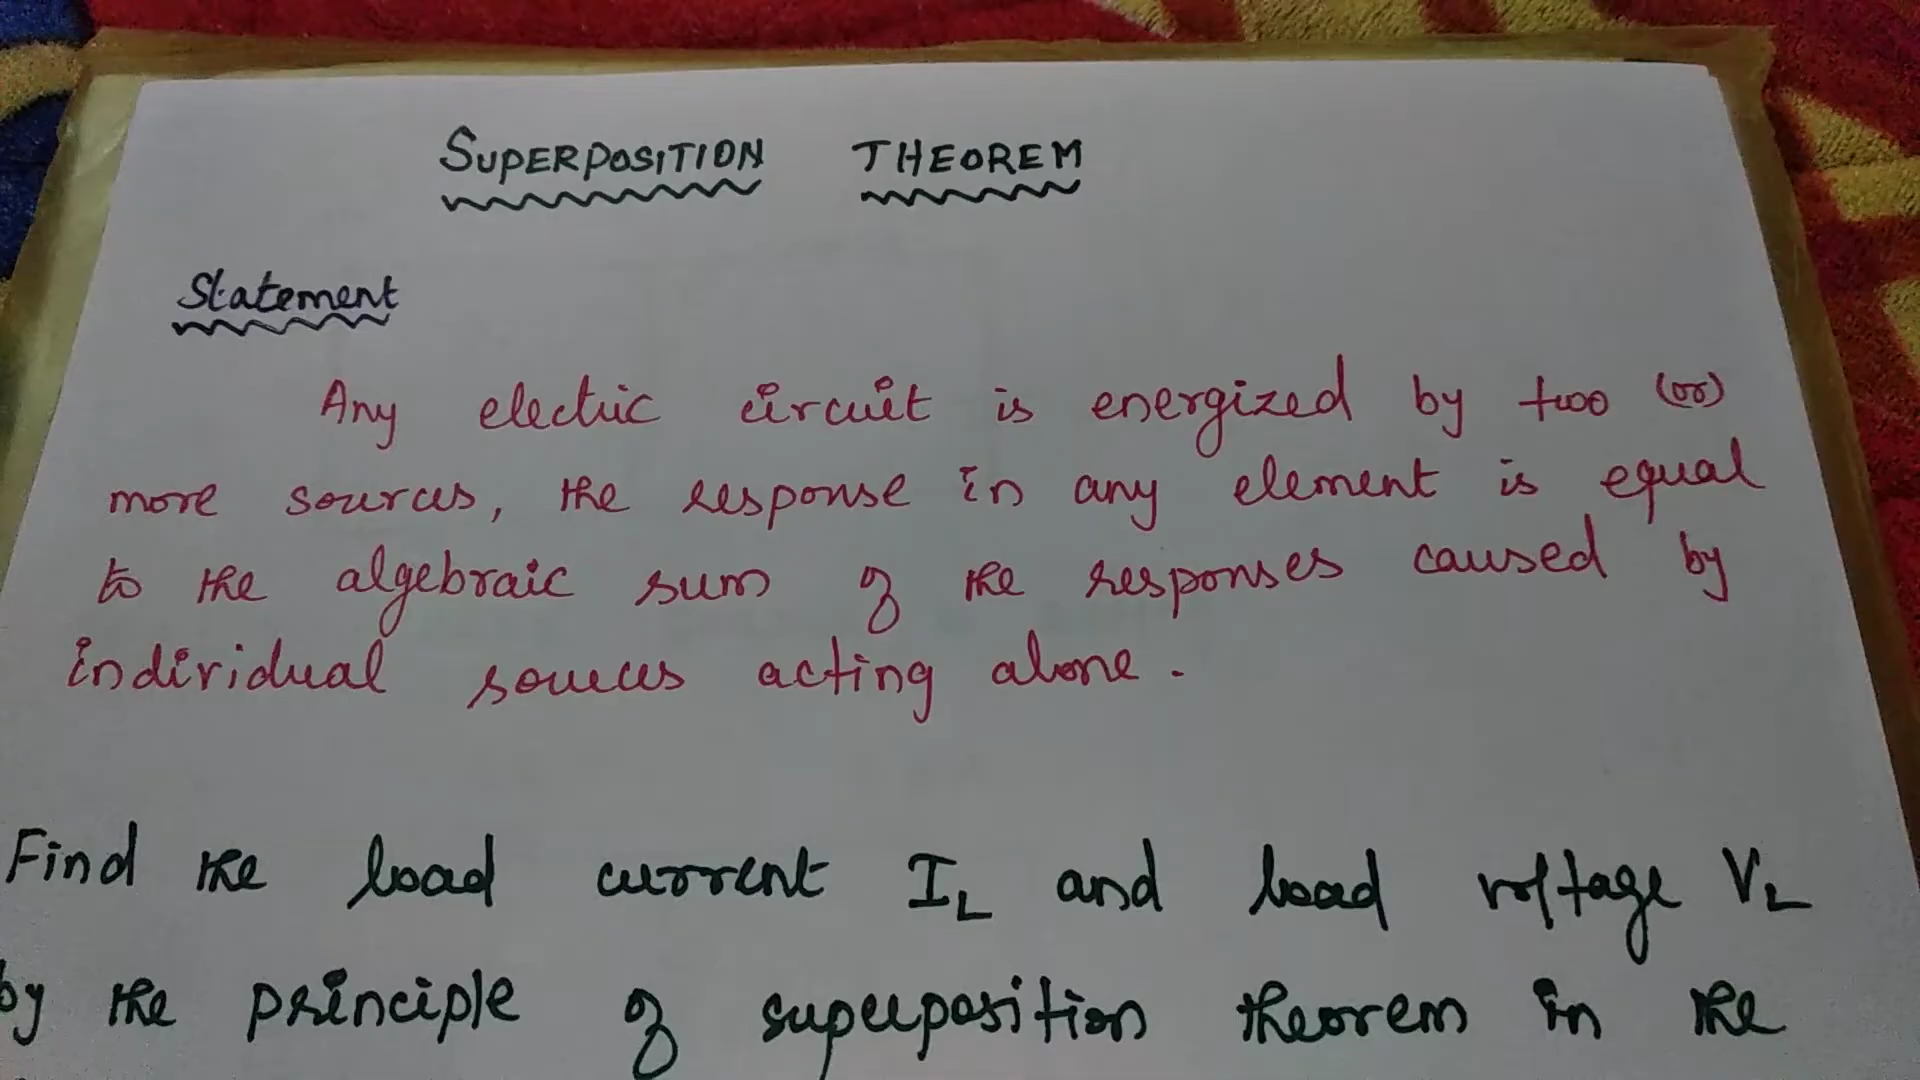 SUPERPOSITION THEOREM
Statement
Any electric circuit is energized by two (or)
more sources, the response in any element is equal
to the algebraic sum of the responses caused by
individual sources acting alone.
Find the load current IL and load voltage VL
by the principle of superposition theorem in the